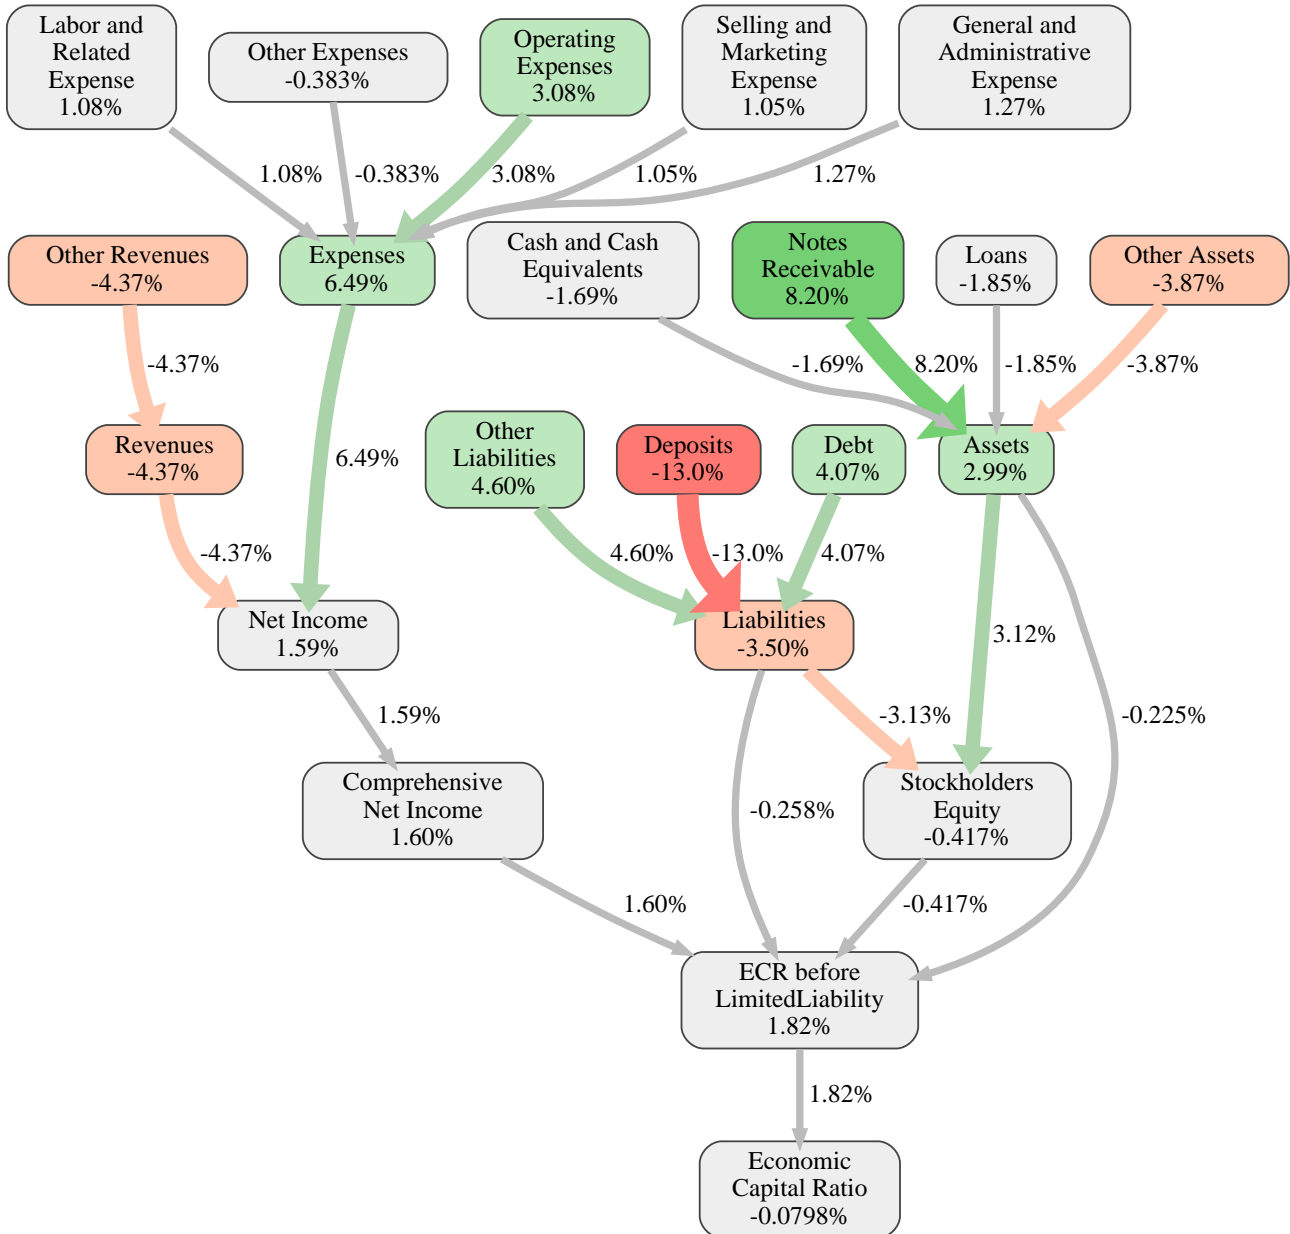 Labor and
Related
Expense
1.08%
Other Expenses
-0.383%
Operating
Expenses
3.08%
Selling and
Marketing
Expense
1.05%
General and
Administrative
Expense
1.27%
1.08%
-0.383%
3.08%
1.05%
1.27%
Other Revenues
-4.37%
Expenses
6.49%
Cash and Cash
Equivalents
-1.69%
Notes
Receivable
8.20%
Loans
-1.85%
Other Assets
-3.87%
-4.37%
-1.69%
8.20%
-1.85%
-3.87%
Revenues
-4.37%
6.49%
Other
Liabilities
4.60%
Deposits
-13.0%
Debt
4.07%
Assets
2.99%
-4.37%
4.60%
-13.0%
4.07%
Net Income
1.59%
Liabilities
-3.50%
3.12%
1.59%
-3.13%
-0.225%
Comprehensive
Net Income
1.60%
-0.258%
Stockholders
Equity
-0.417%
1.60%
-0.417%
ECR before
LimitedLiability
1.82%
1.82%
Economic
Capital Ratio
-0.0798%